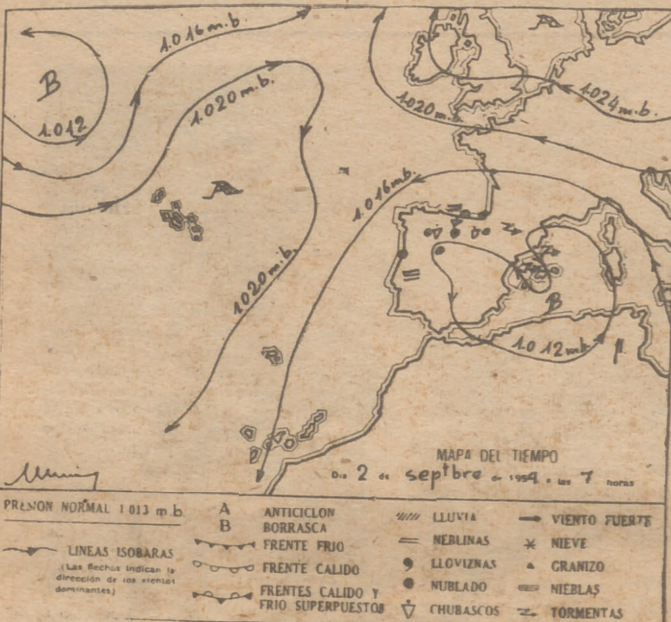 A
1.016 m.b.
B
1.012
1.020 m.b.
1.020 m.b.
1.024 m.b.
A
1.016 m.b.
1020 m.b.
B
1.012 m.b.
MAPA DEL TIEMPO
Dia 2 de septbre de 1959 a las 7 horas
PRESION NORMAL 1 013 m.b.
LINEAS ISOBARAS
(Las flechas indican la
dirección de los vientos
dominantes)
A ANTICICLON
B BORRASCA
FRENTE FRIO
FRENTE CALIDO
FRENTES CALIDO Y
FRIO SUPERPUESTOS
LLUVIA
NEBLINAS
LLOVIZNAS
NUBLADO
CHUBASCOS
VIENTO FUERTE
NIEVE
GRANIZO
NIEBLAS
TORMENTAS